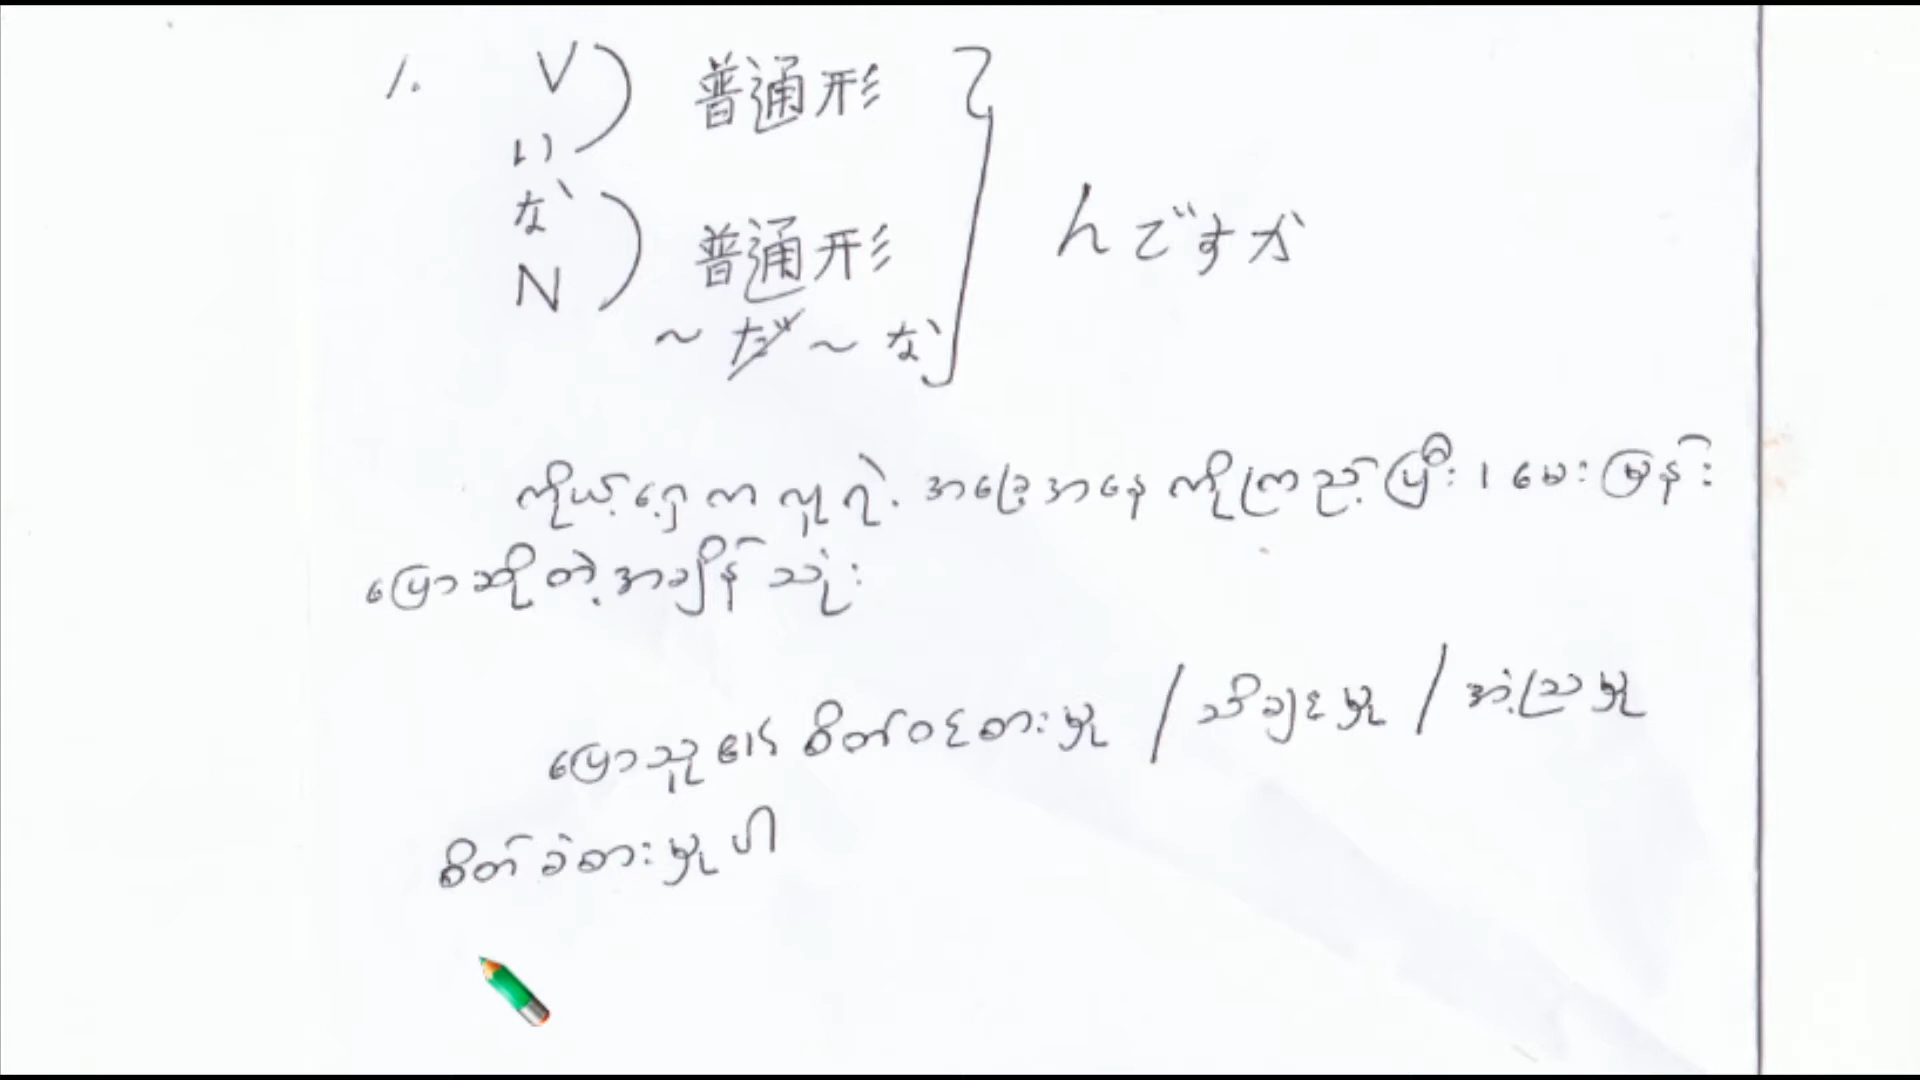 1. V
い
普通形
な
N
普通形
~だ ~な
んですか
ကိုယ့်ရှေ့ကလူရဲ့ အခြေအနေကိုကြည့်ပြီး၊ မေးမြန်း
ပြောဆိုတဲ့အချိန်သုံး
ပြောသူ၏ စိတ်ဝင်စားမှု / သိချင်မှု / အံ့ဩမှု
စိတ်ခံစားမှုပါ